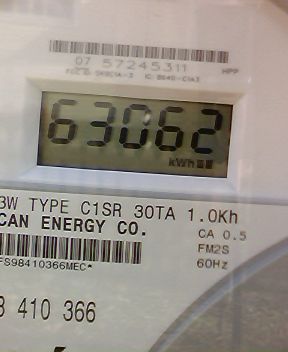 07 57245311
HPP
63062
kWh
3W TYPE C1SR 30TA 1.0Kh
CAN ENERGY CO.
CA 0.5
FM2S
FS98410366MEC*
60Hz
3 410 366